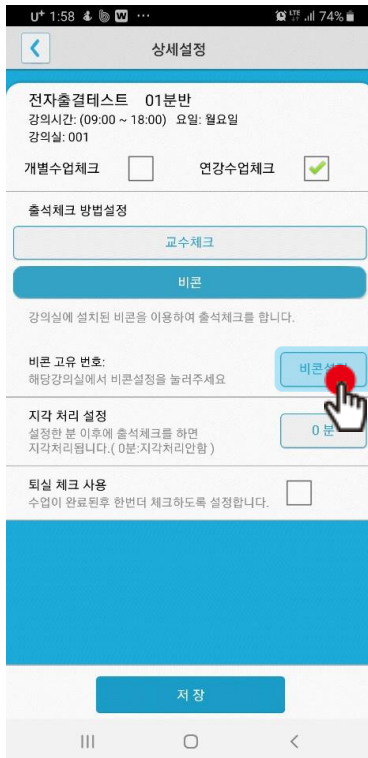 U+ 1:58 W ···
LTE 74%
상세설정
전자출결테스트 01분반
강의시간: (09:00 ~ 18:00) 요일: 월요일
강의실: 001
개별수업체크 연강수업체크
출석체크 방법설정
교수체크
비콘
강의실에 설치된 비콘을 이용하여 출석체크를 합니다.
비콘 고유 번호:
해당강의실에서 비콘설정을 눌러주세요
비콘설정
지각 처리 설정
설정한 분 이후에 출석체크를 하면
지각처리됩니다.( 0분:지각처리안함 )
0 분
퇴실 체크 사용
수업이 완료된후 한번더 체크하도록 설정합니다.
저 장